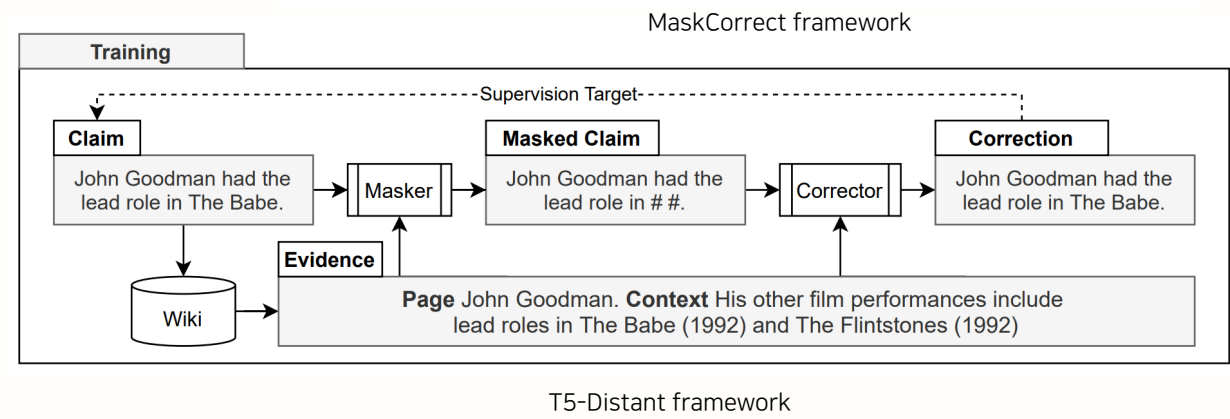 MaskCorrect framework
Training
Supervision Target
Claim
John Goodman had the
lead role in The Babe.
Masker
Masked Claim
John Goodman had the
lead role in # #.
Corrector
Correction
John Goodman had the
lead role in The Babe.
Wiki
Evidence
Page John Goodman. Context His other film performances include
lead roles in The Babe (1992) and The Flintstones (1992)
T5-Distant framework